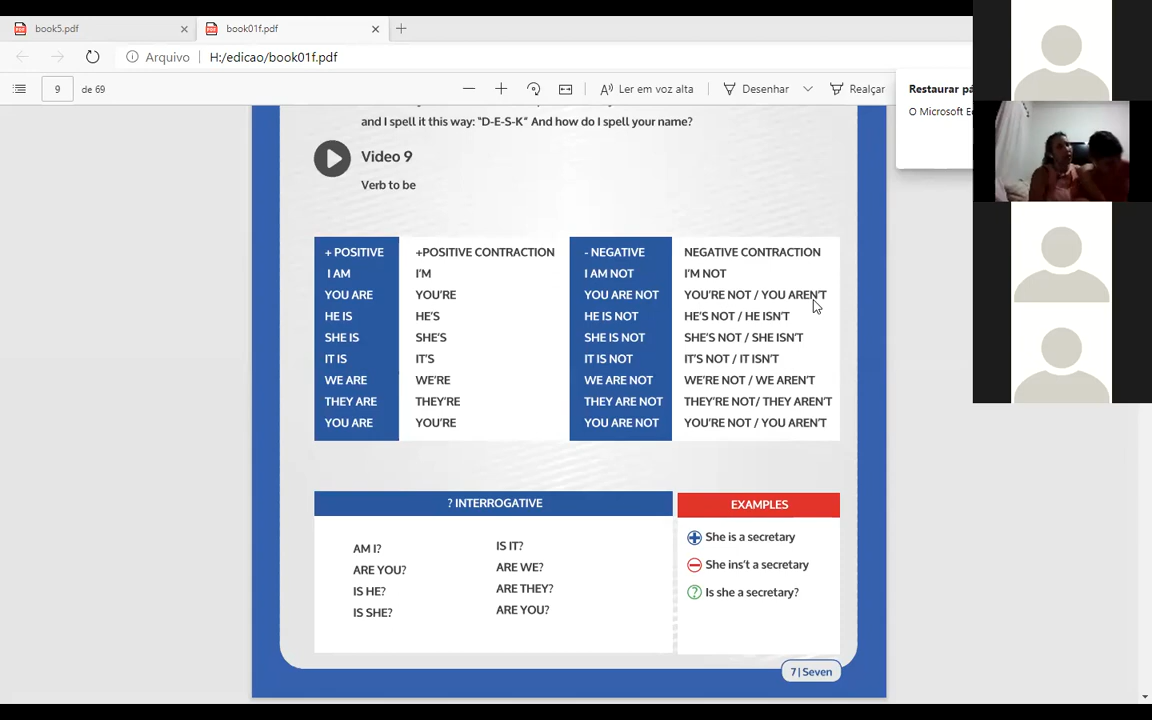 book5.pdf
book01f.pdf
Arquivo | H:/edicao/book01f.pdf
9 de 69
Ler em voz alta
Desenhar
Realçar
Restaurar pá
O Microsoft Ed
and I spell it this way: “D-E-S-K” And how do I spell your name?
Video 9
Verb to be
+ POSITIVE +POSITIVE CONTRACTION - NEGATIVE NEGATIVE CONTRACTION
I AM I’M I AM NOT I’M NOT
YOU ARE YOU’RE YOU ARE NOT YOU’RE NOT / YOU AREN’T
HE IS HE’S HE IS NOT HE’S NOT / HE ISN’T
SHE IS SHE’S SHE IS NOT SHE’S NOT / SHE ISN’T
IT IS IT’S IT IS NOT IT’S NOT / IT ISN’T
WE ARE WE’RE WE ARE NOT WE’RE NOT / WE AREN’T
THEY ARE THEY’RE THEY ARE NOT THEY’RE NOT/ THEY AREN’T
YOU ARE YOU’RE YOU ARE NOT YOU’RE NOT / YOU AREN’T
? INTERROGATIVE
AM I?
ARE YOU?
IS HE?
IS SHE?
IS IT?
ARE WE?
ARE THEY?
ARE YOU?
EXAMPLES
She is a secretary
She ins’t a secretary
? Is she a secretary?
7 | Seven